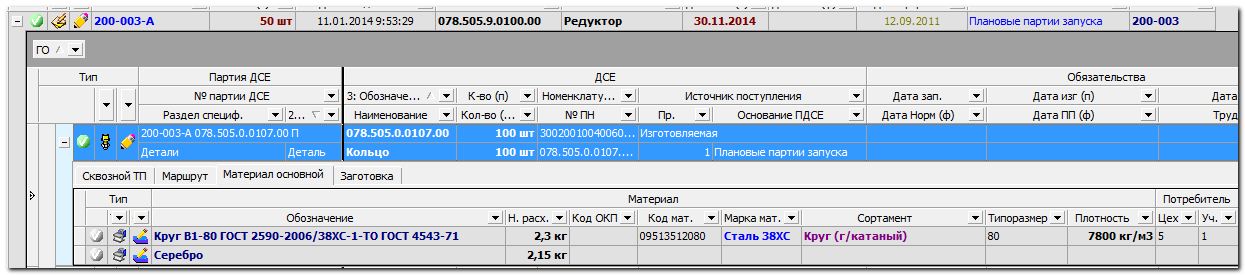 200-003-А 50 шт 11.01.2014 9:53:29 078.505.9.0100.00 Редуктор 30.11.2014 12.09.2011 Плановые партии запуска 200-003
ГО
Тип Партия ДСЕ ДСЕ Обязательства
№ партии ДСЕ 3: Обозначе... К-во (п) Номенклату... Источник поступления Дата зап. Дата изг (п) Дата
Раздел специф. 2... Наименование Кол-во (... № ПН Пр. Основание ПДСЕ Дата Норм (ф) Дата ПП (ф) Труд
200-003-А 078.505.0.0107.00 П 078.505.0.0107.00 100 шт 30020010040060... Изготовляемая
Детали Деталь Кольцо 100 шт 078.505.0.0107.... 1 Плановые партии запуска
Сквозной ТП Маршрут Материал основной Заготовка
Тип Материал Потребитель
Обозначение Н. расх. Код ОКП Код мат. Марка мат. Сортамент Типоразмер Плотность Цех Уч.
Круг В1-80 ГОСТ 2590-2006/38ХС-1-ТО ГОСТ 4543-71 2,3 кг 09513512080 Сталь 38ХС Круг (г/катаный) 80 7800 кг/м3 5 1
Серебро 2,15 кг